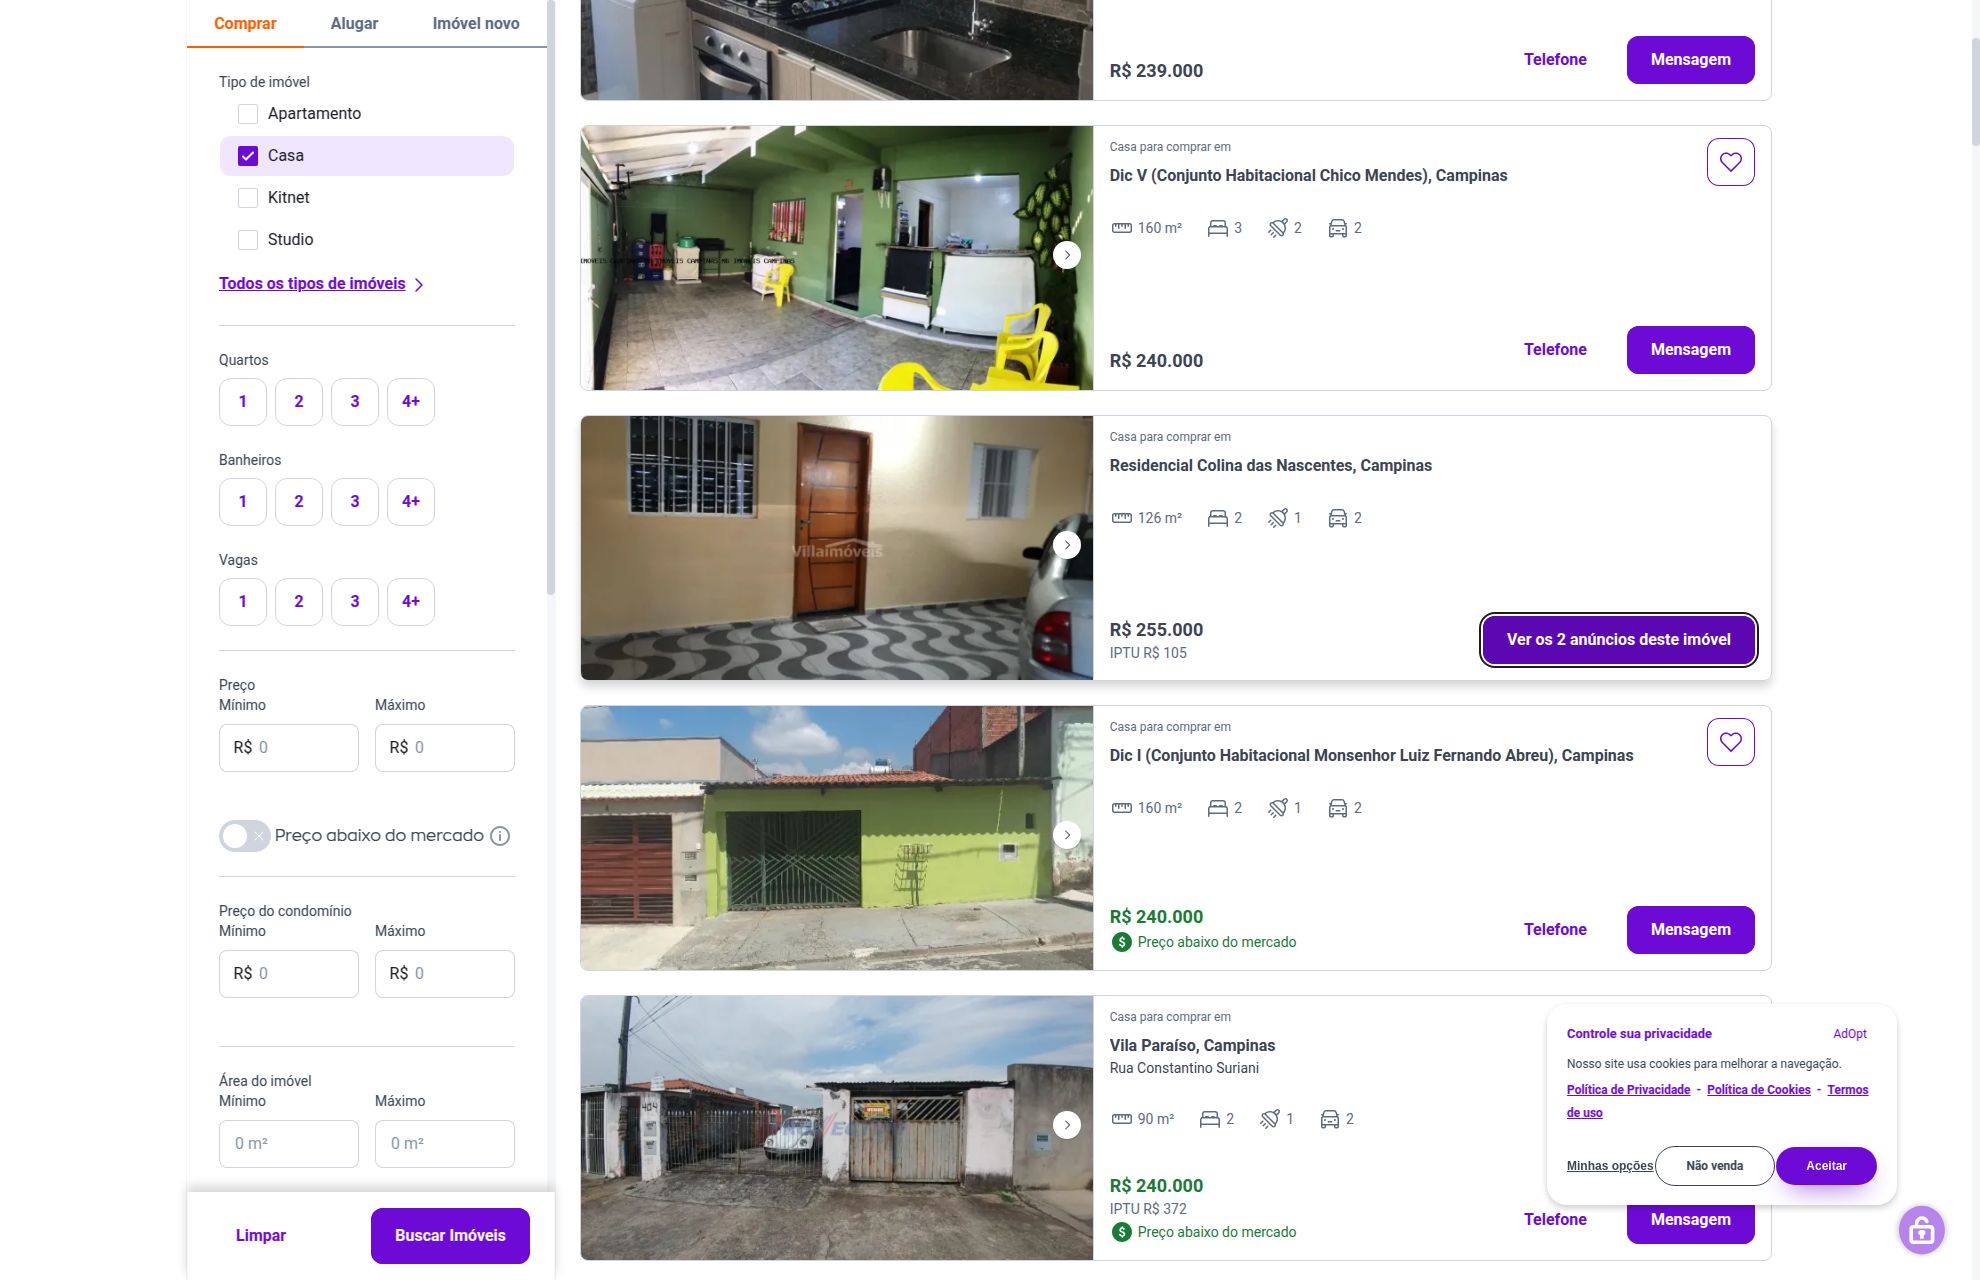 Comprar
Alugar
Imóvel novo
Tipo de imóvel
Apartamento
Casa
Kitnet
Studio
Todos os tipos de imóveis
Quartos
1
2
3
4+
Banheiros
1
2
3
4+
Vagas
1
2
3
4+
Preço
Mínimo
Máximo
R$ 0
R$ 0
Preço abaixo do mercado
Preço do condomínio
Mínimo
Máximo
R$ 0
R$ 0
Área do imóvel
Mínimo
Máximo
0 m²
0 m²
Limpar
Buscar Imóveis
R$ 239.000
Telefone
Mensagem
Casa para comprar em
Dic V (Conjunto Habitacional Chico Mendes), Campinas
160 m²
3
2
2
R$ 240.000
Telefone
Mensagem
Villaimóveis
Casa para comprar em
Residencial Colina das Nascentes, Campinas
126 m²
2
1
2
R$ 255.000
IPTU R$ 105
Ver os 2 anúncios deste imóvel
Casa para comprar em
Dic I (Conjunto Habitacional Monsenhor Luiz Fernando Abreu), Campinas
160 m²
2
1
2
R$ 240.000
Preço abaixo do mercado
Telefone
Mensagem
Casa para comprar em
Vila Paraíso, Campinas
Rua Constantino Suriani
90 m²
2
1
2
R$ 240.000
IPTU R$ 372
Preço abaixo do mercado
Telefone
Mensagem
Controle sua privacidade
AdOpt
Nosso site usa cookies para melhorar a navegação.
Política de Privacidade - Política de Cookies - Termos
de uso
Minhas opções
Não venda
Aceitar